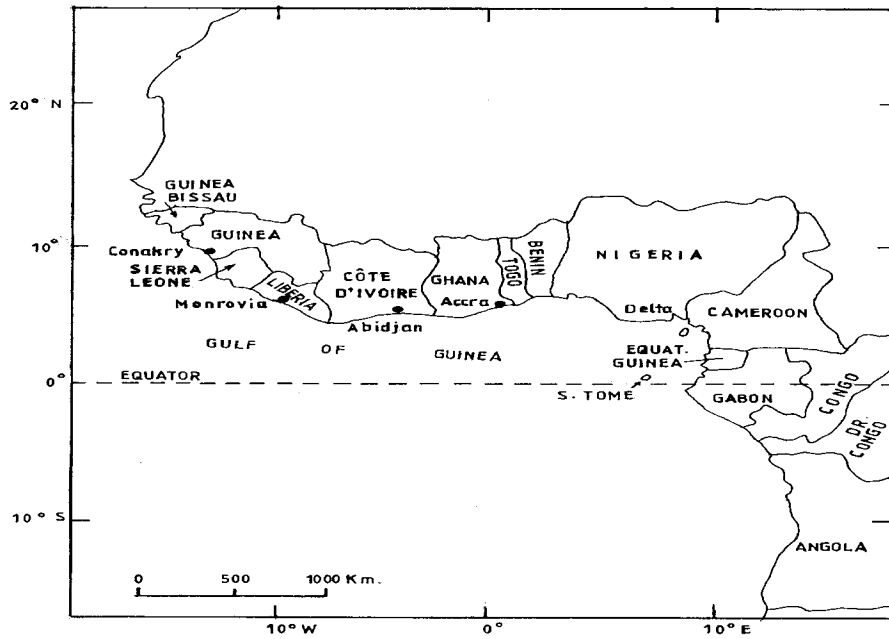 20° N
GUINEA
BISSAU
GUINEA
Conakry
10°
SIERRA
LEONE
LIBERIA
Monrovia
CÔTE
D'IVOIRE
Abidjan
GHANA
Accra
TOGO
BENIN
NIGERIA
Delta
CAMEROON
GULF OF GUINEA
EQUAT.
GUINEA
EQUATOR
0°
S. TOME
GABON
CONGO
DR.
CONGO
10° S
ANGOLA
0 500 1000 Km.
10° W
0°
10° E